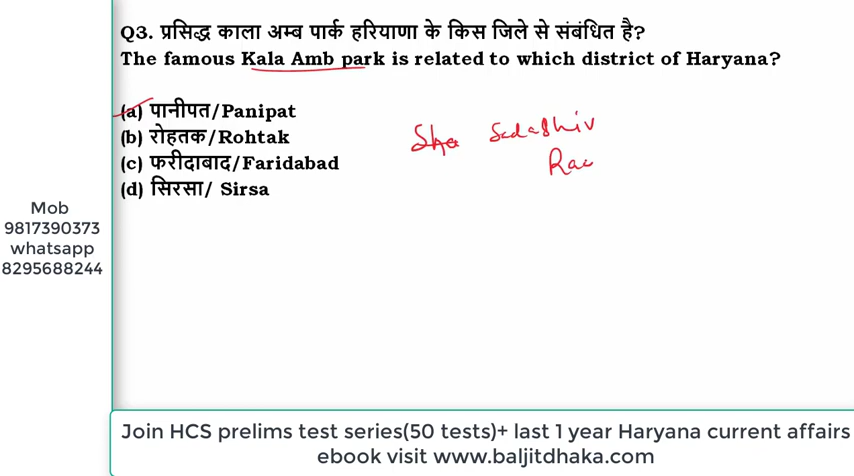 Q3. प्रसिद्ध काला अम्ब पार्क हरियाणा के किस जिले से संबंधित है?
The famous Kala Amb park is related to which district of Haryana?
(a) पानीपत/Panipat
(b) रोहतक/Rohtak
(c) फरीदाबाद/Faridabad
(d) सिरसा/ Sirsa
Sadashiv
Rao
Mob
9817390373
whatsapp
8295688244
Join HCS prelims test series(50 tests)+ last 1 year Haryana current affairs
ebook visit www.baljitdhaka.com